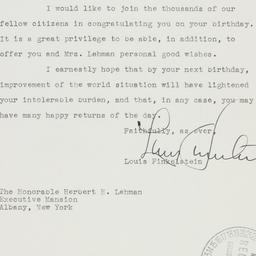 I would like to join the thousands of our
fellow citizens in congratulating you on your birthday.
It is a great privilege to be able, in addition, to
offer you and Mrs. Lehman personal good wishes.
I earnestly hope that by your next birthday,
improvement of the world situation will have lightened
your intolerable burden, and that, in any case, you may
have many happy returns of the day.
Faithfully, as ever,
Louis Finkelstein
Louis Finkelstein
The Honorable Herbert H. Lehman
Executive Mansion
Albany, New York